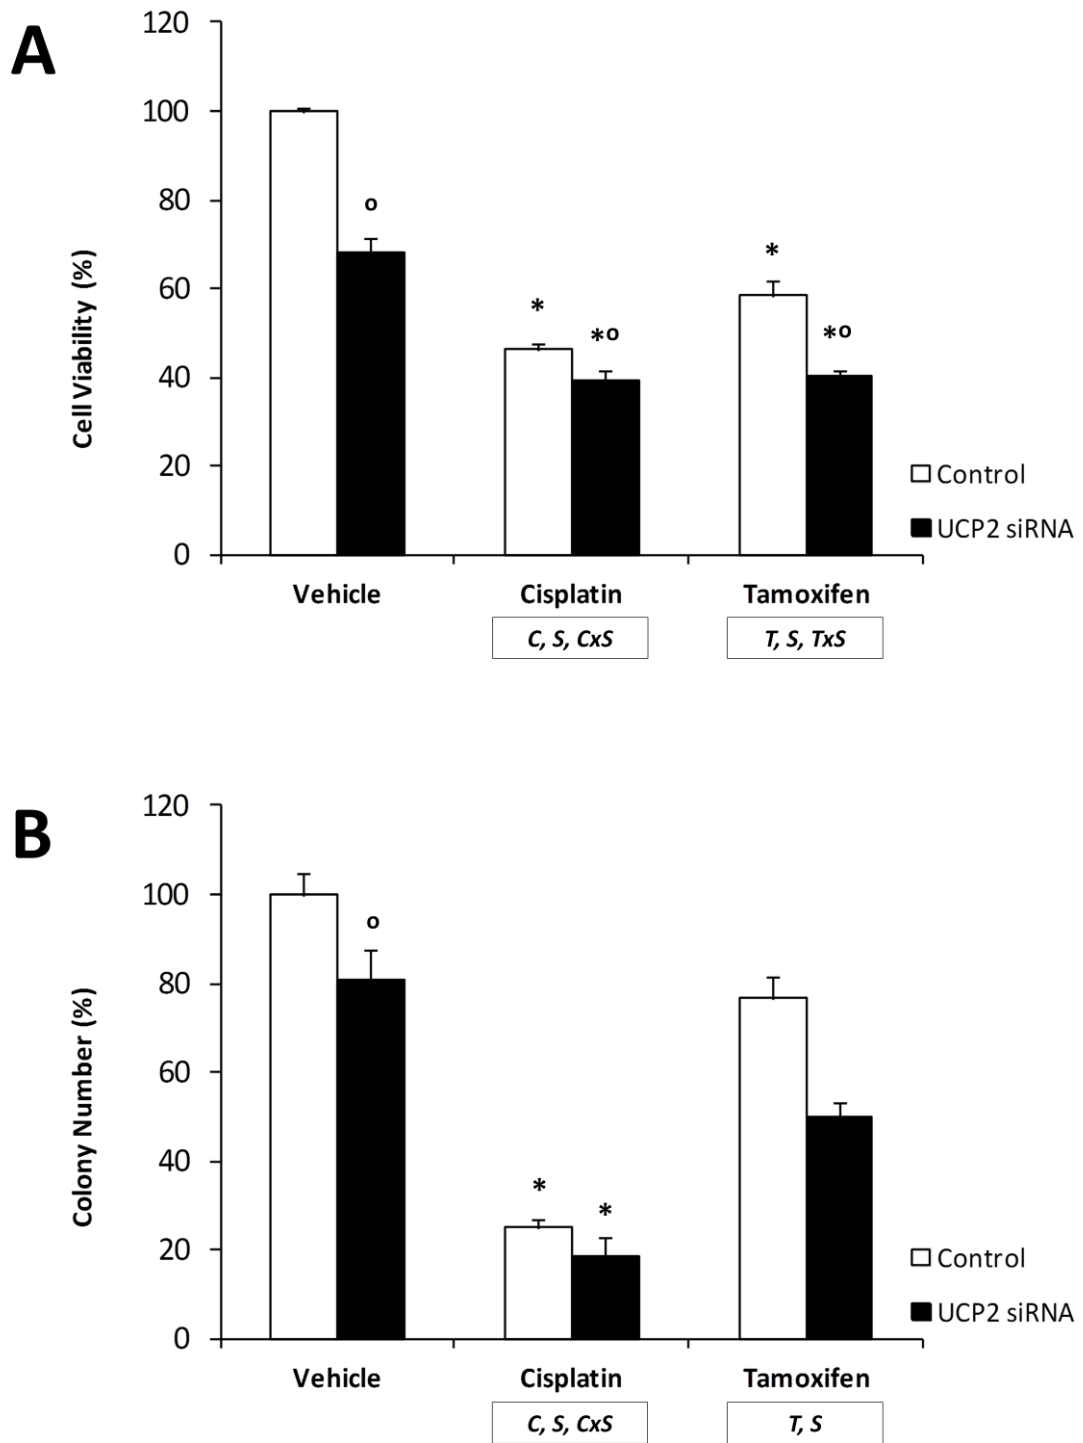 A
120
100
80
60
40
20
0
Cell Viability (%)
o
*
*o
*
*o
Control
UCP2 siRNA
Vehicle Cisplatin Tamoxifen
C, S, CxS T, S, TxS
B
120
100
80
60
40
20
0
Colony Number (%)
o
*
*
Control
UCP2 siRNA
Vehicle Cisplatin Tamoxifen
C, S, CxS T, S